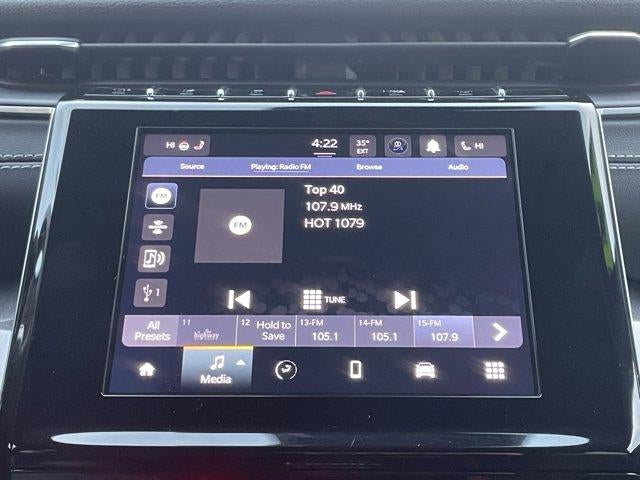 HI 4:22 35° EXT HI
Source Playing: Radio FM Browse Audio
FM
Top 40
107.9 MHz
HOT 1079
FM
1
TUNE
All Presets 11 highway 12 Hold to Save 13-FM 105.1 14-FM 105.1 15-FM 107.9
Media